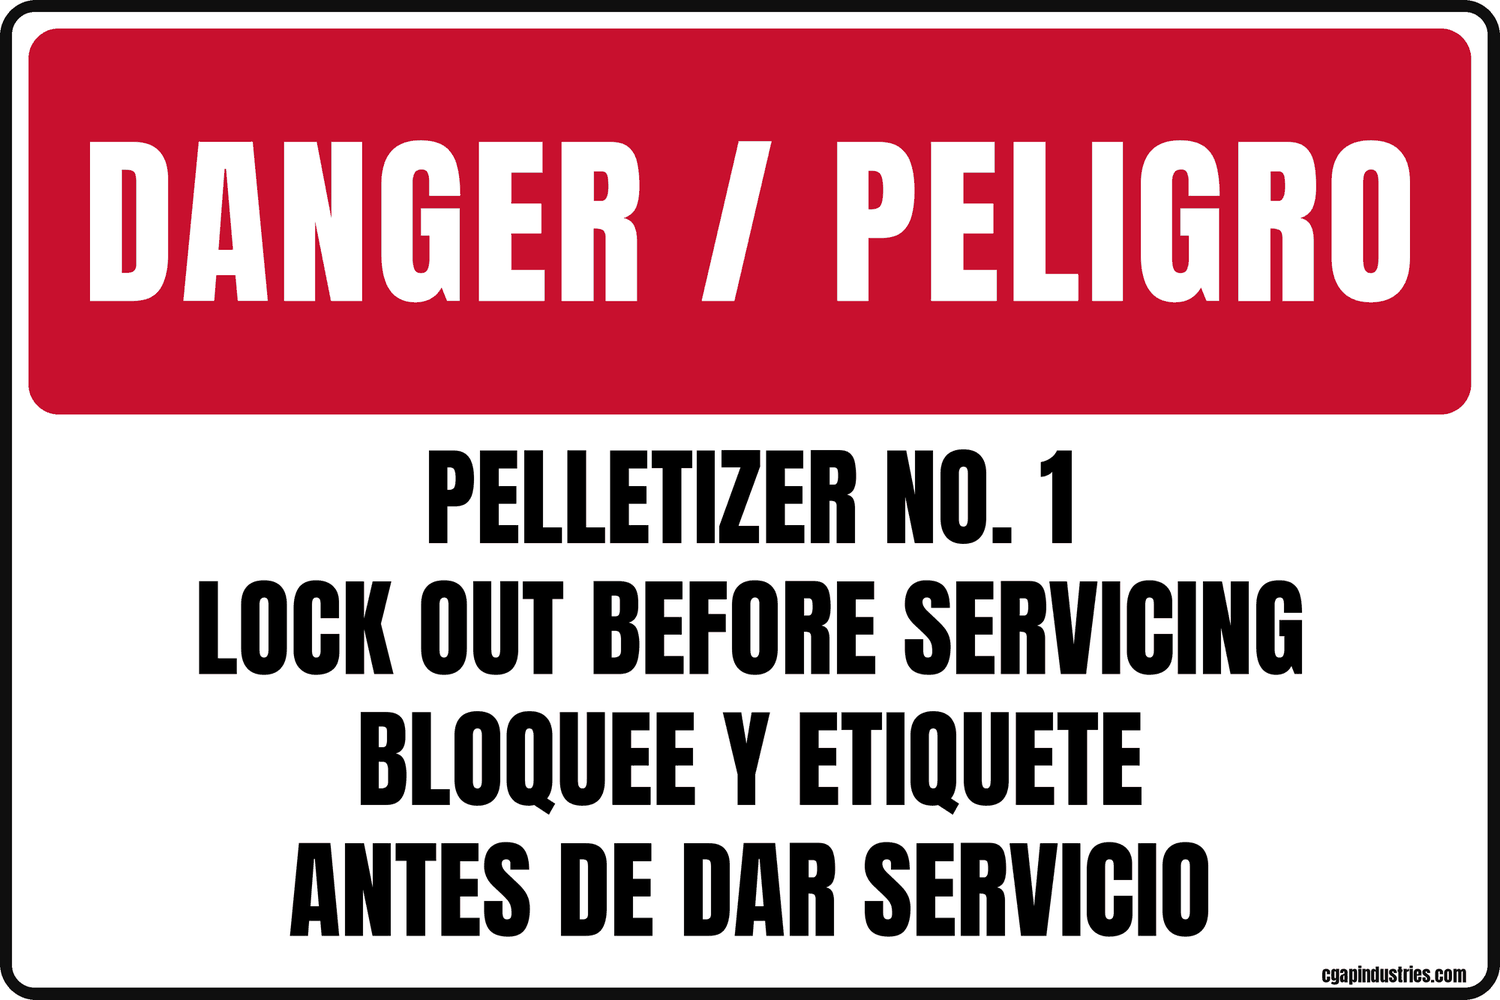 DANGER / PELIGRO
PELLETIZER NO. 1
LOCK OUT BEFORE SERVICING
BLOQUEE Y ETIQUETE
ANTES DE DAR SERVICIO
cgapindustries.com